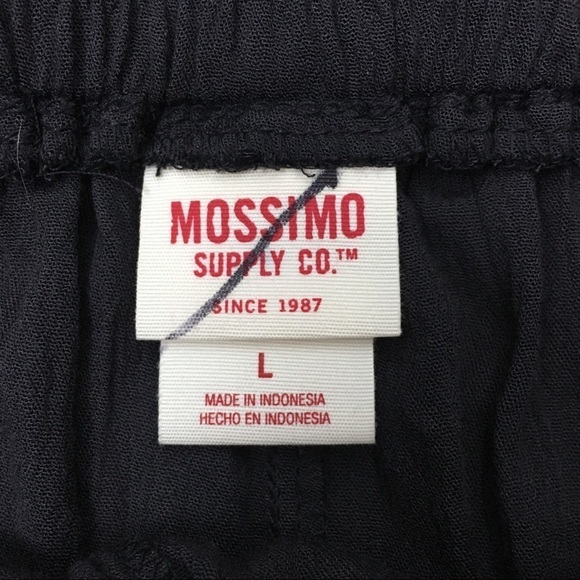 MOSSIMO
SUPPLY CO.™
SINCE 1987
L
MADE IN INDONESIA
HECHO EN INDONESIA